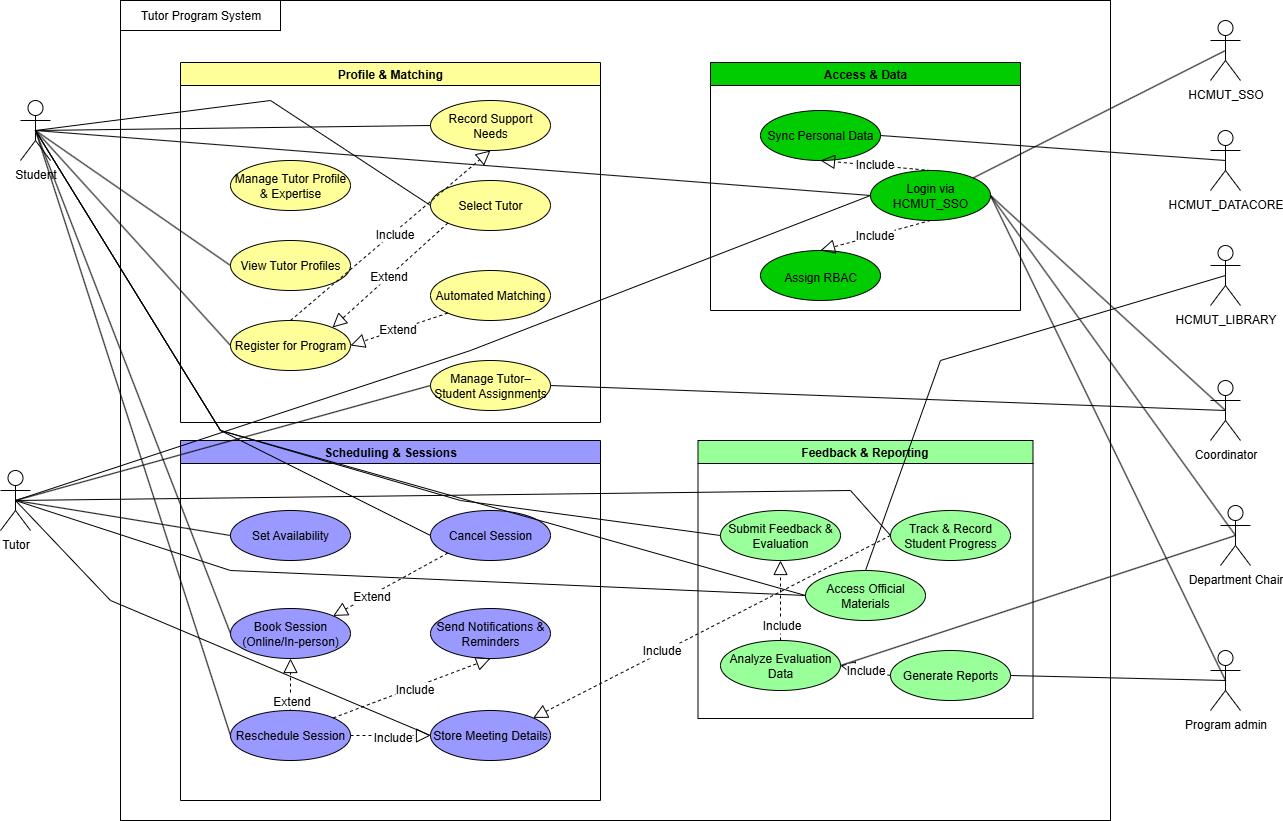 Tutor Program System
Profile & Matching
Access & Data
HCMUT_SSO
Student
Record Support
Needs
Manage Tutor Profile
& Expertise
Select Tutor
Include
View Tutor Profiles
Extend
Automated Matching
Extend
Register for Program
Manage Tutor–
Student Assignments
Sync Personal Data
Include
Login via
HCMUT_SSO
Include
Assign RBAC
HCMUT_DATACORE
HCMUT_LIBRARY
Coordinator
Scheduling & Sessions
Feedback & Reporting
Tutor
Set Availability
Cancel Session
Extend
Book Session
(Online/In-person)
Send Notifications &
Reminders
Include
Extend
Reschedule Session
Include
Store Meeting Details
Submit Feedback &
Evaluation
Track & Record
Student Progress
Access Official
Materials
Include
Include
Analyze Evaluation
Data
Include
Generate Reports
Department Chair
Program admin